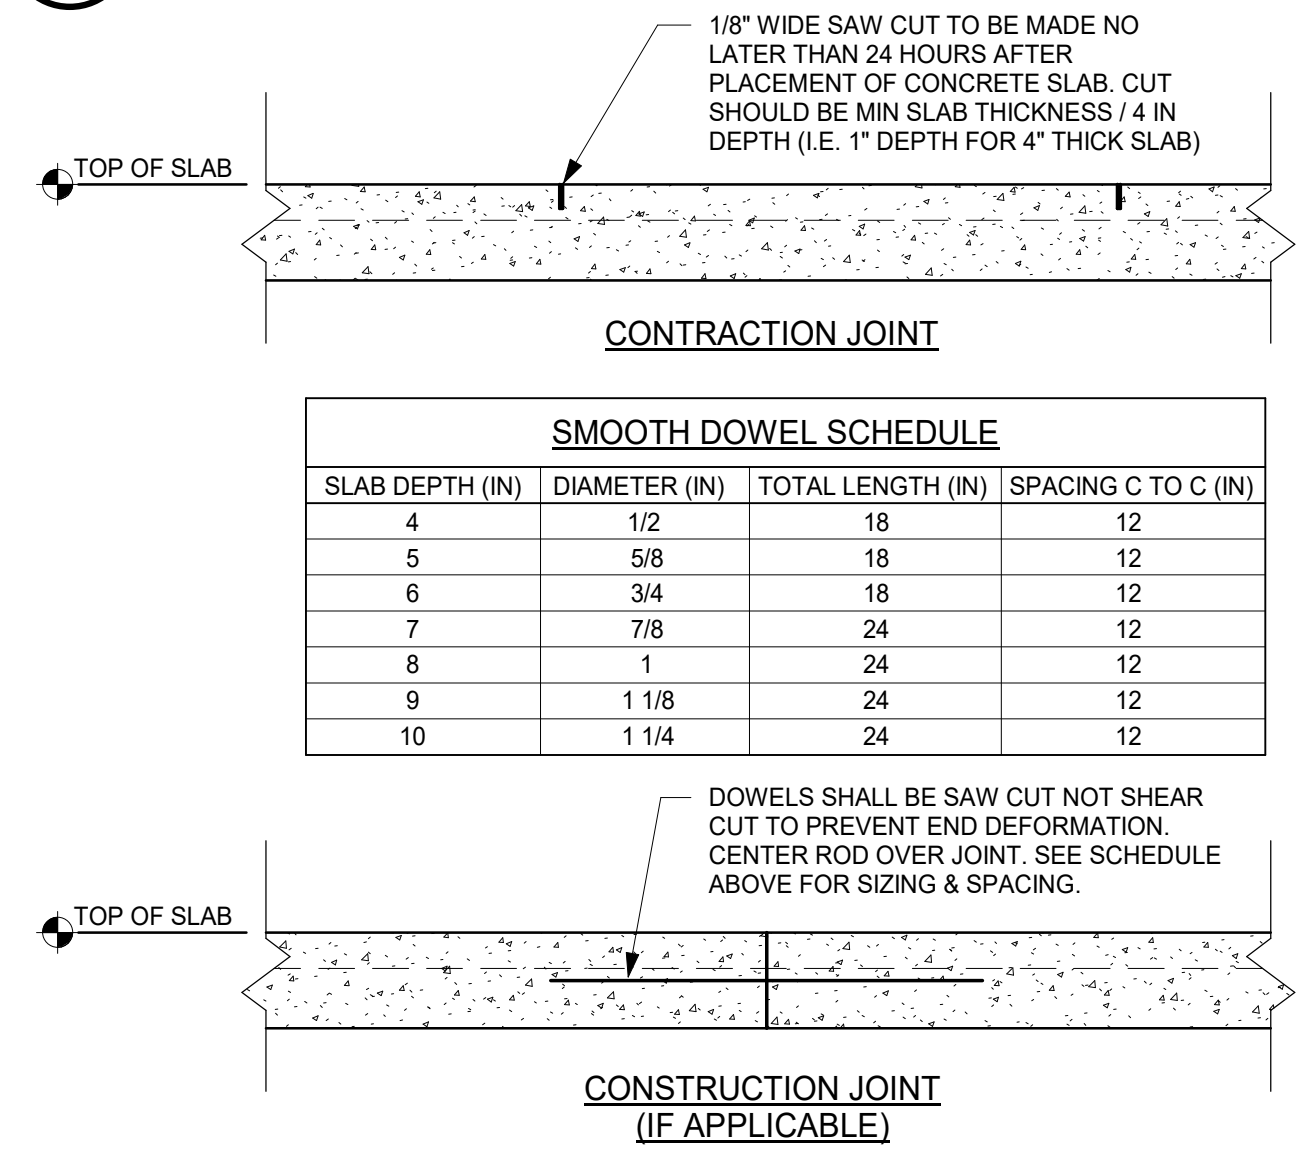 1/8" WIDE SAW CUT TO BE MADE NO
LATER THAN 24 HOURS AFTER
PLACEMENT OF CONCRETE SLAB. CUT
SHOULD BE MIN SLAB THICKNESS / 4 IN
DEPTH (I.E. 1" DEPTH FOR 4" THICK SLAB)
TOP OF SLAB
CONTRACTION JOINT
SMOOTH DOWEL SCHEDULE
SLAB DEPTH (IN) DIAMETER (IN) TOTAL LENGTH (IN) SPACING C TO C (IN)
4 1/2 18 12
5 5/8 18 12
6 3/4 18 12
7 7/8 24 12
8 1 24 12
9 1 1/8 24 12
10 1 1/4 24 12
DOWELS SHALL BE SAW CUT NOT SHEAR
CUT TO PREVENT END DEFORMATION.
CENTER ROD OVER JOINT. SEE SCHEDULE
ABOVE FOR SIZING & SPACING.
TOP OF SLAB
CONSTRUCTION JOINT
(IF APPLICABLE)